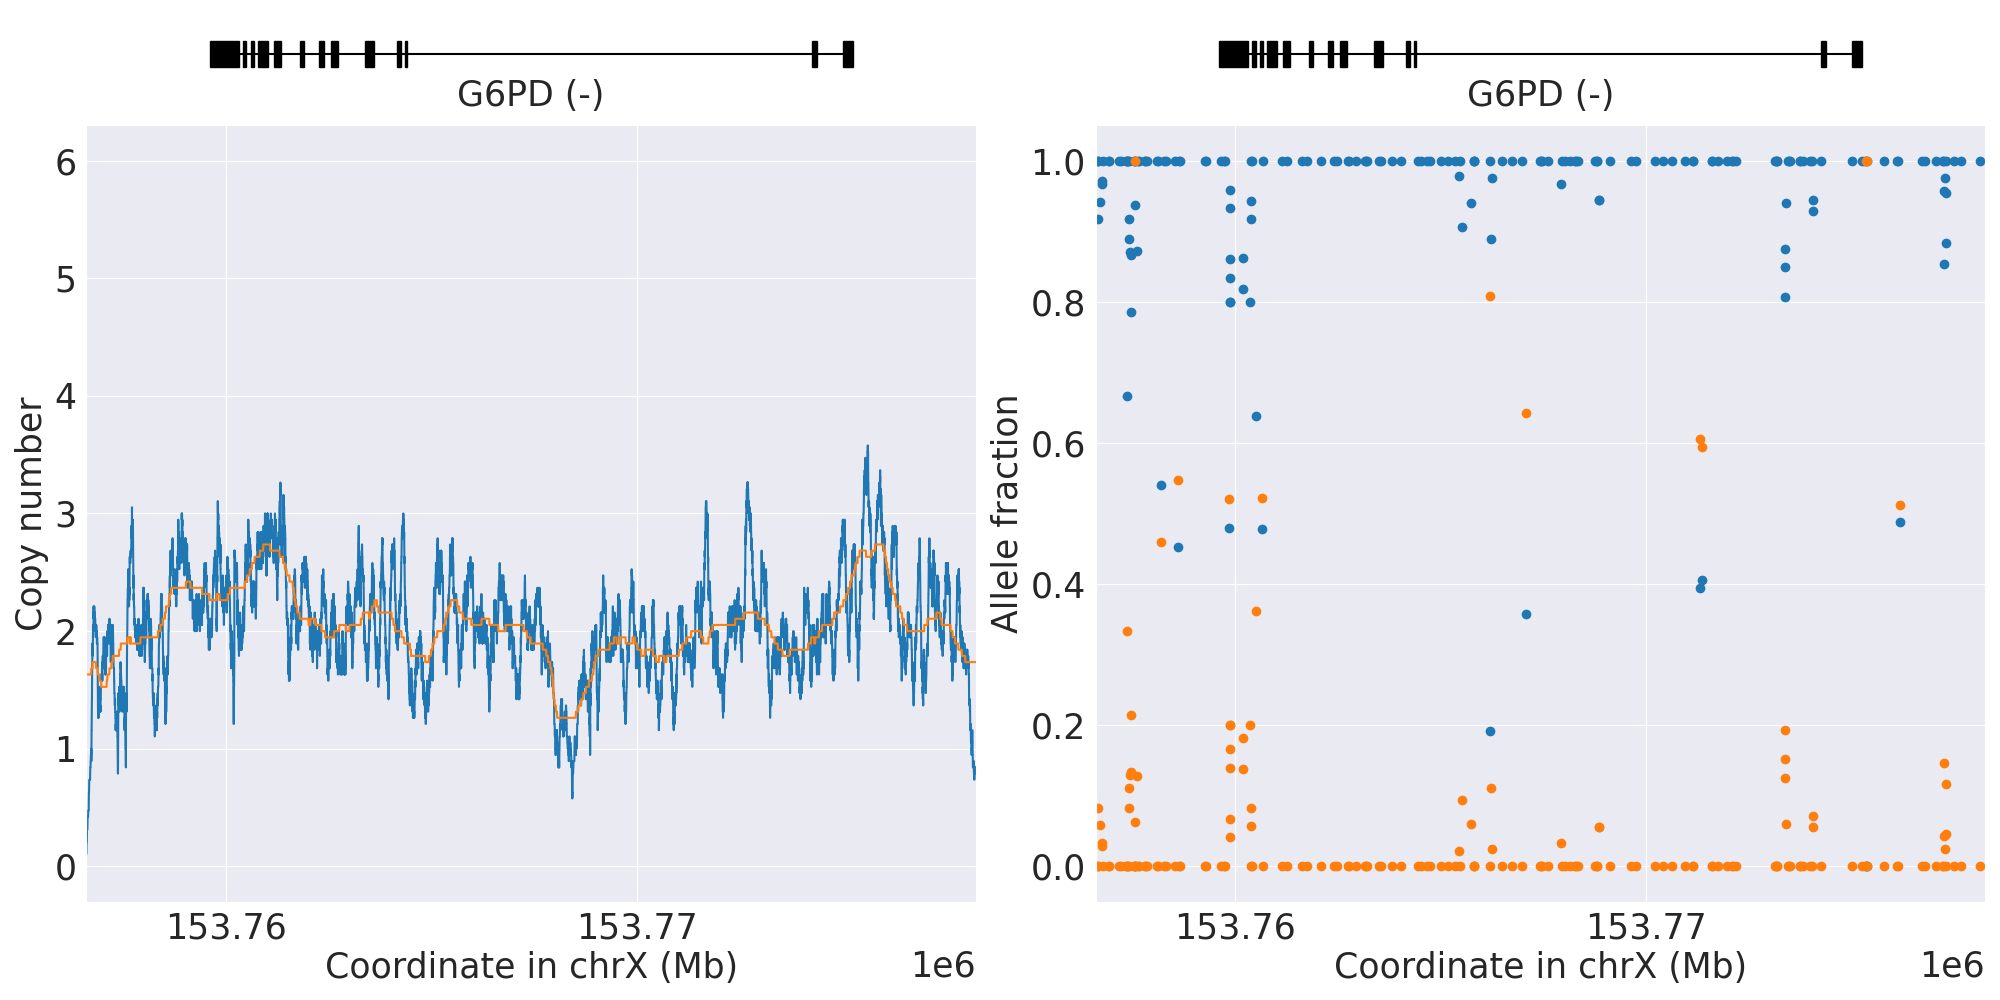 G6PD (-)
6
5
4
3
2
1
0
Copy number
153.76
153.77
Coordinate in chrX (Mb)
1e6
G6PD (-)
1.0
0.8
0.6
0.4
0.2
0.0
Allele fraction
153.76
153.77
Coordinate in chrX (Mb)
1e6